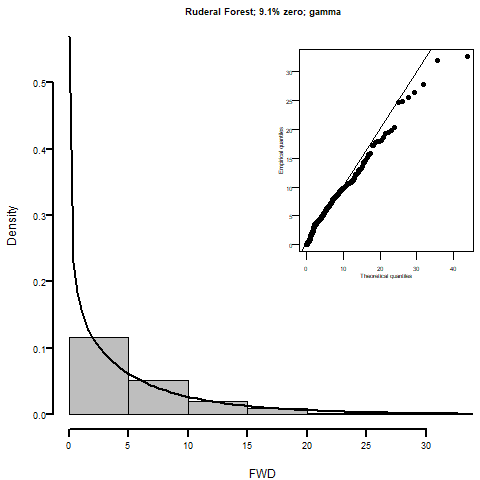 Ruderal Forest; 9.1% zero; gamma
Density
0.5
0.4
0.3
0.2
0.1
0.0
0 5 10 15 20 25 30
FWD
Empirical quantiles
30
25
20
15
10
5
0
0 10 20 30 40
Theoretical quantiles